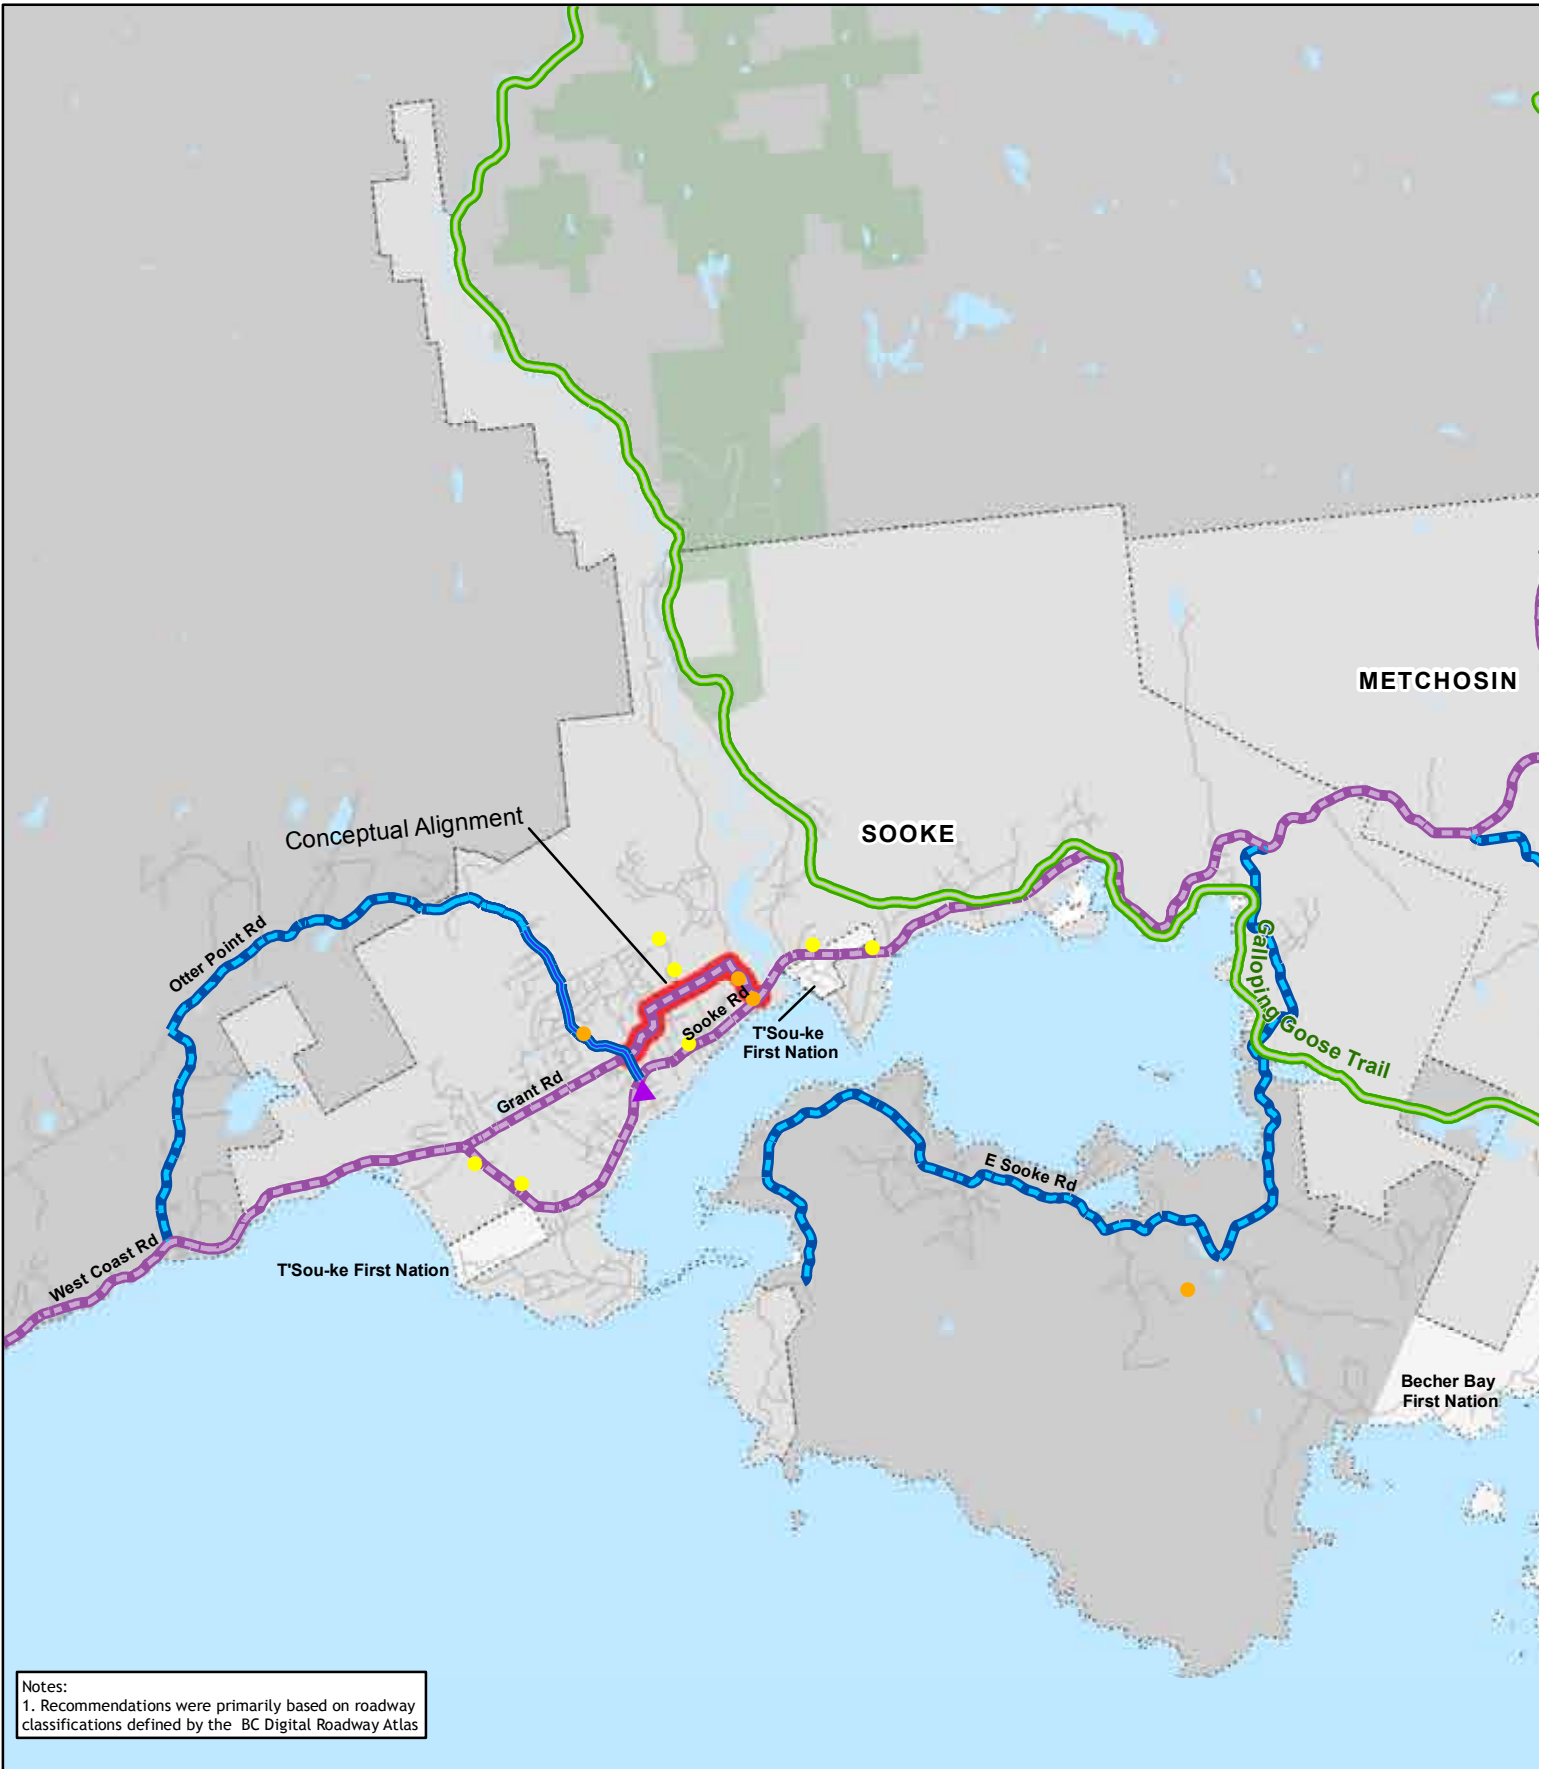 METCHOSIN
Conceptual Alignment
SOOKE
Otter Point Rd
Galloping Goose Trail
Sooke Rd
T'Sou-ke
First Nation
Grant Rd
E Sooke Rd
West Coast Rd
T'Sou-ke First Nation
Becher Bay
First Nation
Notes:
1. Recommendations were primarily based on roadway
classifications defined by the BC Digital Roadway Atlas